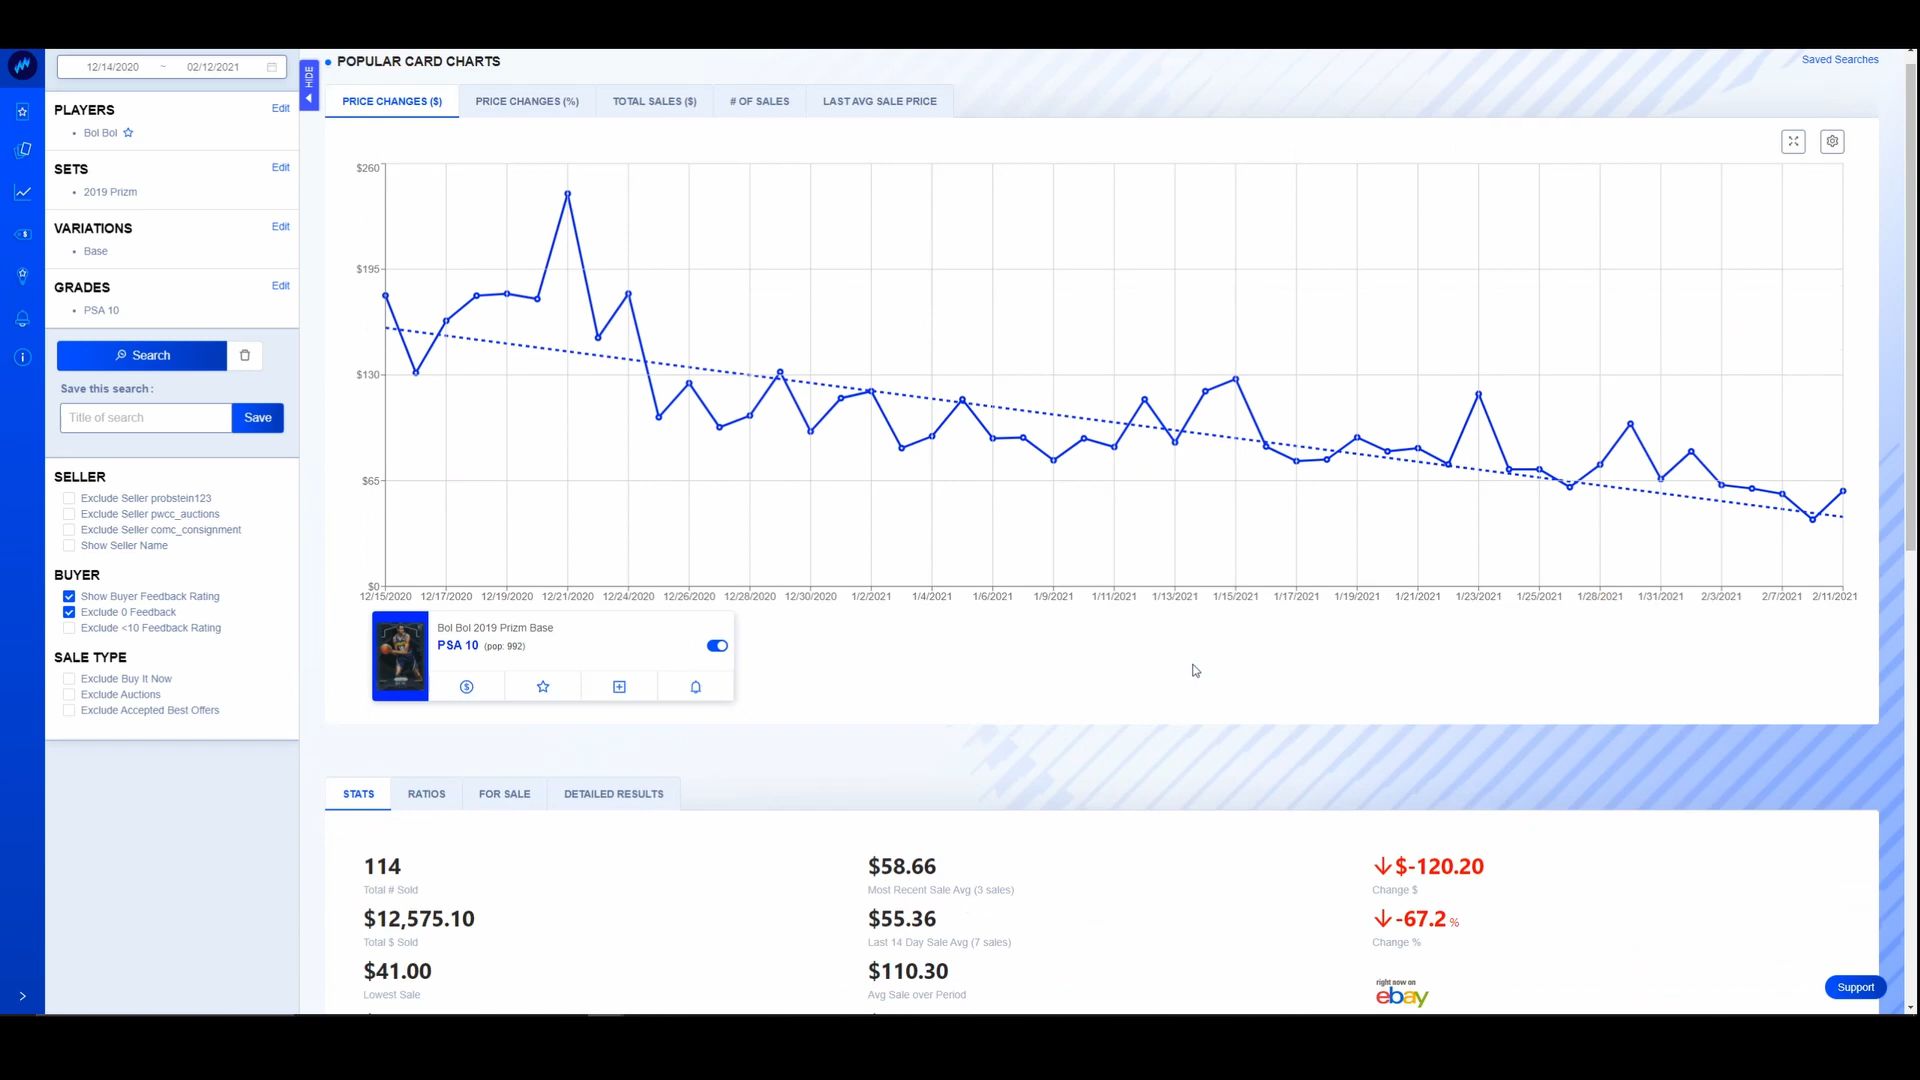 12/14/2020 ~ 02/12/2021
PLAYERS Edit
Bol Bol
SETS Edit
2019 Prizm
VARIATIONS Edit
Base
GRADES Edit
PSA 10
Search
Save this search:
Title of search Save
SELLER
Exclude Seller probstein123
Exclude Seller pwcc_auctions
Exclude Seller comc_consignment
Show Seller Name
BUYER
Show Buyer Feedback Rating
Exclude 0 Feedback
Exclude <10 Feedback Rating
SALE TYPE
Exclude Buy It Now
Exclude Auctions
Exclude Accepted Best Offers
HIDE
POPULAR CARD CHARTS
Saved Searches
PRICE CHANGES ($) PRICE CHANGES (%) TOTAL SALES ($) # OF SALES LAST AVG SALE PRICE
$260
$195
$130
$65
$0
12/15/2020 12/17/2020 12/19/2020 12/21/2020 12/24/2020 12/26/2020 12/28/2020 12/30/2020 1/2/2021 1/4/2021 1/6/2021 1/9/2021 1/11/2021 1/13/2021 1/15/2021 1/17/2021 1/19/2021 1/21/2021 1/23/2021 1/25/2021 1/28/2021 1/31/2021 2/3/2021 2/7/2021 2/11/2021
Bol Bol 2019 Prizm Base
PSA 10 (pop: 992)
STATS RATIOS FOR SALE DETAILED RESULTS
114
Total # Sold
$12,575.10
Total $ Sold
$41.00
Lowest Sale
$58.66
Most Recent Sale Avg (3 sales)
$55.36
Last 14 Day Sale Avg (7 sales)
$110.30
Avg Sale over Period
$-120.20
Change $
-67.2 %
Change %
right now on
ebay
Support